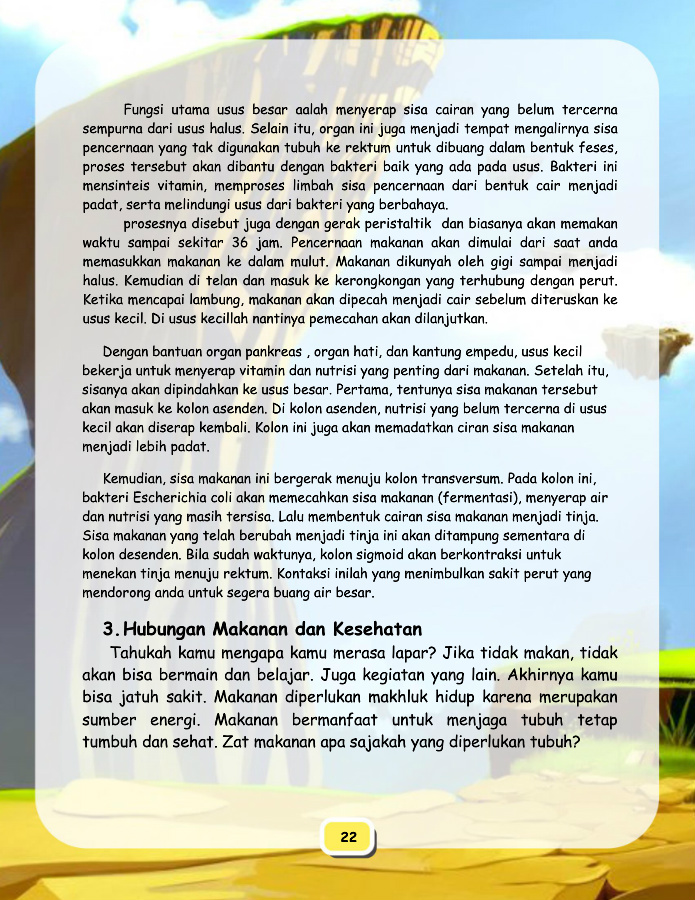 Fungsi utama usus besar aalah menyerap sisa cairan yang belum tercerna
sempurna dari usus halus. Selain itu, organ ini juga menjadi tempat mengalirnya sisa
pencernaan yang tak digunakan tubuh ke rektum untuk dibuang dalam bentuk feses,
proses tersebut akan dibantu dengan bakteri baik yang ada pada usus. Bakteri ini
mensinteis vitamin, memproses limbah sisa pencernaan dari bentuk cair menjadi
padat, serta melindungi usus dari bakteri yang berbahaya.
prosesnya disebut juga dengan gerak peristaltik dan biasanya akan memakan
waktu sampai sekitar 36 jam. Pencernaan makanan akan dimulai dari saat anda
memasukkan makanan ke dalam mulut. Makanan dikunyah oleh gigi sampai menjadi
halus. Kemudian di telan dan masuk ke kerongkongan yang terhubung dengan perut.
Ketika mencapai lambung, makanan akan dipecah menjadi cair sebelum diteruskan ke
usus kecil. Di usus kecillah nantinya pemecahan akan dilanjutkan.
Dengan bantuan organ pankreas , organ hati, dan kantung empedu, usus kecil
bekerja untuk menyerap vitamin dan nutrisi yang penting dari makanan. Setelah itu,
sisanya akan dipindahkan ke usus besar. Pertama, tentunya sisa makanan tersebut
akan masuk ke kolon asenden. Di kolon asenden, nutrisi yang belum tercerna di usus
kecil akan diserap kembali. Kolon ini juga akan memadatkan ciran sisa makanan
menjadi lebih padat.
Kemudian, sisa makanan ini bergerak menuju kolon transversum. Pada kolon ini,
bakteri Escherichia coli akan memecahkan sisa makanan (fermentasi), menyerap air
dan nutrisi yang masih tersisa. Lalu membentuk cairan sisa makanan menjadi tinja.
Sisa makanan yang telah berubah menjadi tinja ini akan ditampung sementara di
kolon desenden. Bila sudah waktunya, kolon sigmoid akan berkontraksi untuk
menekan tinja menuju rektum. Kontaksi inilah yang menimbulkan sakit perut yang
mendorong anda untuk segera buang air besar.
3. Hubungan Makanan dan Kesehatan
Tahukah kamu mengapa kamu merasa lapar? Jika tidak makan, tidak
akan bisa bermain dan belajar. Juga kegiatan yang lain. Akhirnya kamu
bisa jatuh sakit. Makanan diperlukan makhluk hidup karena merupakan
sumber energi. Makanan bermanfaat untuk menjaga tubuh tetap
tumbuh dan sehat. Zat makanan apa sajakah yang diperlukan tubuh?
22